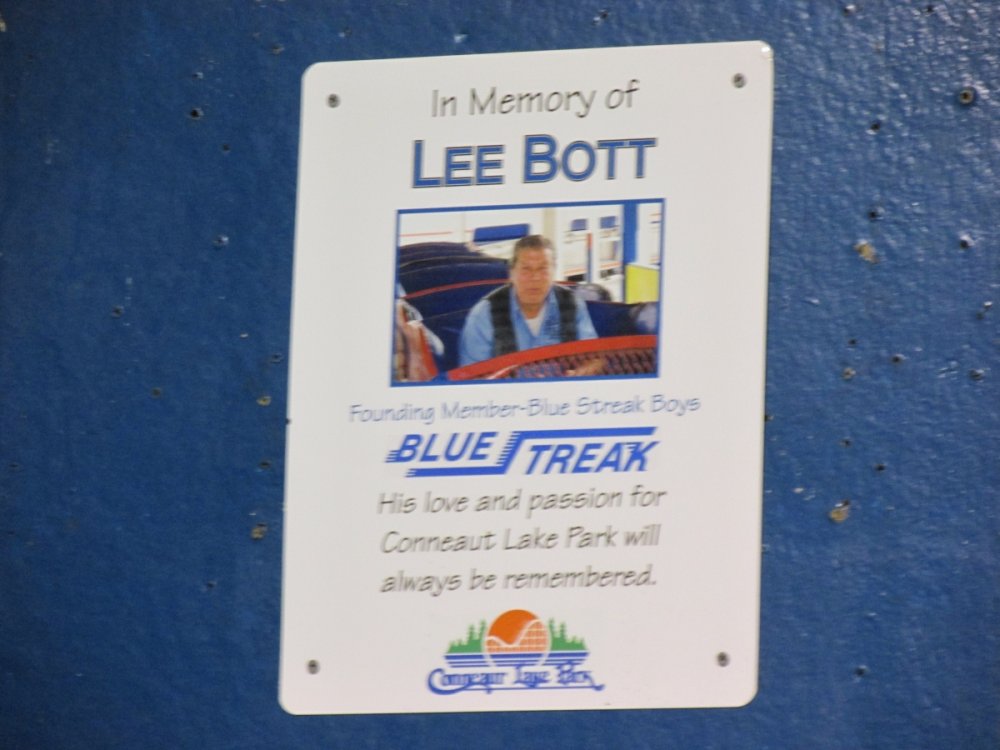 In Memory of
LEE BOTT
Founding Member-Blue Streak Boys
BLUE STREAK
His love and passion for
Conneaut Lake Park will
always be remembered.
Conneaut Lake Park